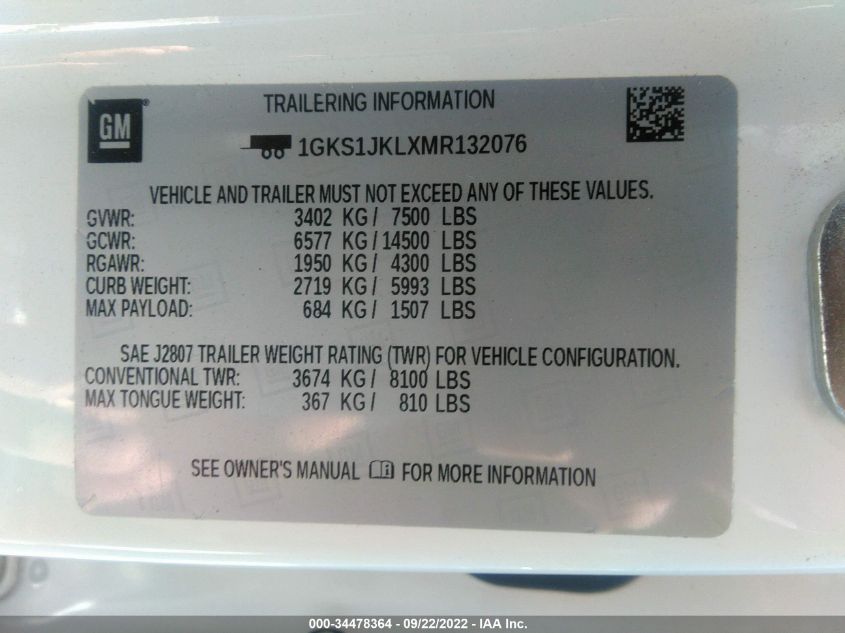 GM
TRAILERING INFORMATION
1GKS1JKLXMR132076
VEHICLE AND TRAILER MUST NOT EXCEED ANY OF THESE VALUES.
GVWR: 3402 KG / 7500 LBS
GCWR: 6577 KG / 14500 LBS
RGAWR: 1950 KG / 4300 LBS
CURB WEIGHT: 2719 KG / 5993 LBS
MAX PAYLOAD: 684 KG / 1507 LBS
SAE J2807 TRAILER WEIGHT RATING (TWR) FOR VEHICLE CONFIGURATION.
CONVENTIONAL TWR: 3674 KG / 8100 LBS
MAX TONGUE WEIGHT: 367 KG / 810 LBS
SEE OWNER'S MANUAL FOR MORE INFORMATION
000-34478364 - 09/22/2022 - IAA Inc.